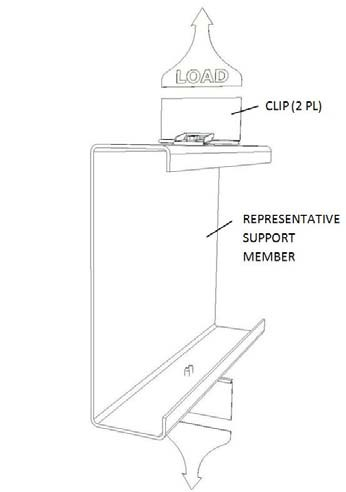 LOAD
CLIP (2 PL)
REPRESENTATIVE
SUPPORT
MEMBER